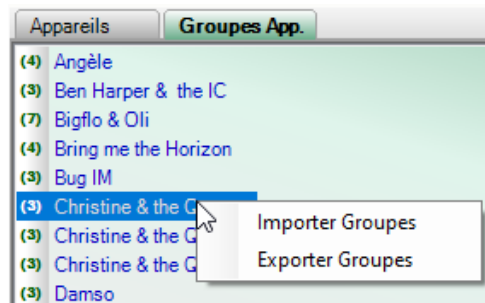 Appareils Groupes App.
(4) Angèle
(3) Ben Harper & the IC
(7) Bigflo & Oli
(4) Bring me the Horizon
(3) Bug IM
(3) Christine & the
(3) Christine & the
(3) Christine & the
(3) Damso
Importer Groupes
Exporter Groupes